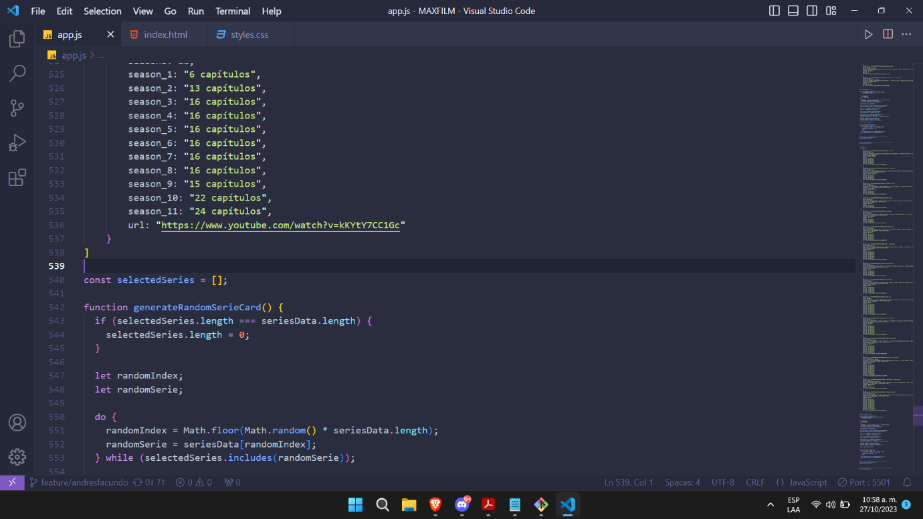 File Edit Selection View Go Run Terminal Help app.js - MAXFILM - Visual Studio Code
app.js index.html styles.css
app.js > ...
525 season_1: "6 capítulos",
526 season_2: "13 capítulos",
527 season_3: "16 capítulos",
528 season_4: "16 capítulos",
529 season_5: "16 capítulos",
530 season_6: "16 capítulos",
531 season_7: "16 capítulos",
532 season_8: "16 capítulos",
533 season_9: "15 capítulos",
534 season_10: "22 capítulos",
535 season_11: "24 capítulos",
536 url: "https://www.youtube.com/watch?v=kKYtY7CC1Gc"
537 }
538 ]
539
540 const selectedSeries = [];
541
542 function generateRandomSerieCard() {
543 if (selectedSeries.length === seriesData.length) {
544 selectedSeries.length = 0;
545 }
546
547 let randomIndex;
548 let randomSerie;
549
550 do {
551 randomIndex = Math.floor(Math.random() * seriesData.length);
552 randomSerie = seriesData[randomIndex];
553 } while (selectedSeries.includes(randomSerie));
554
feature/andresfacundo 0 0 0 Ln 539, Col 1 Spaces: 4 UTF-8 CRLF {} JavaScript Port : 5501
ESP
LAA
10:58 a. m.
27/10/2023